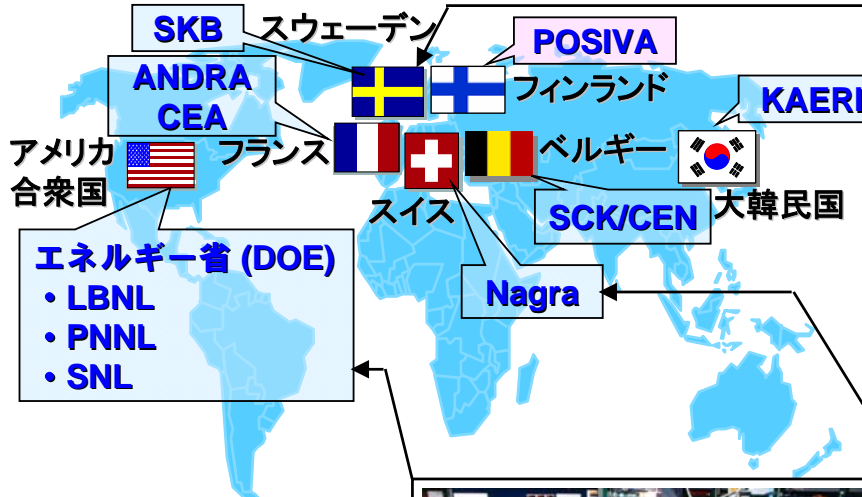 SKB
スウェーデン
POSIVA
ANDRA
CEA
フィンランド
KAERI
アメリカ
合衆国
フランス
ベルギー
スイス
SCK/CEN
大韓民国
エネルギー省 (DOE)
• LBNL
• PNNL
• SNL
Nagra